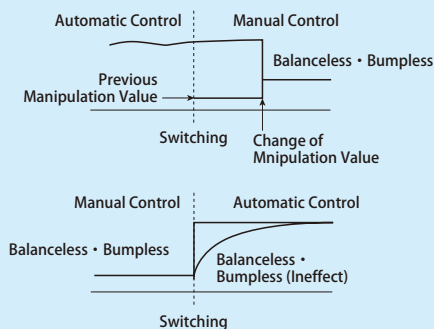 Automatic Control
Manual Control
Balanceless・Bumpless
Previous
Manipulation Value
Switching
Change of
Mnipulation Value
Manual Control
Automatic Control
Balanceless・Bumpless
Balanceless・
Bumpless (Ineffect)
Switching